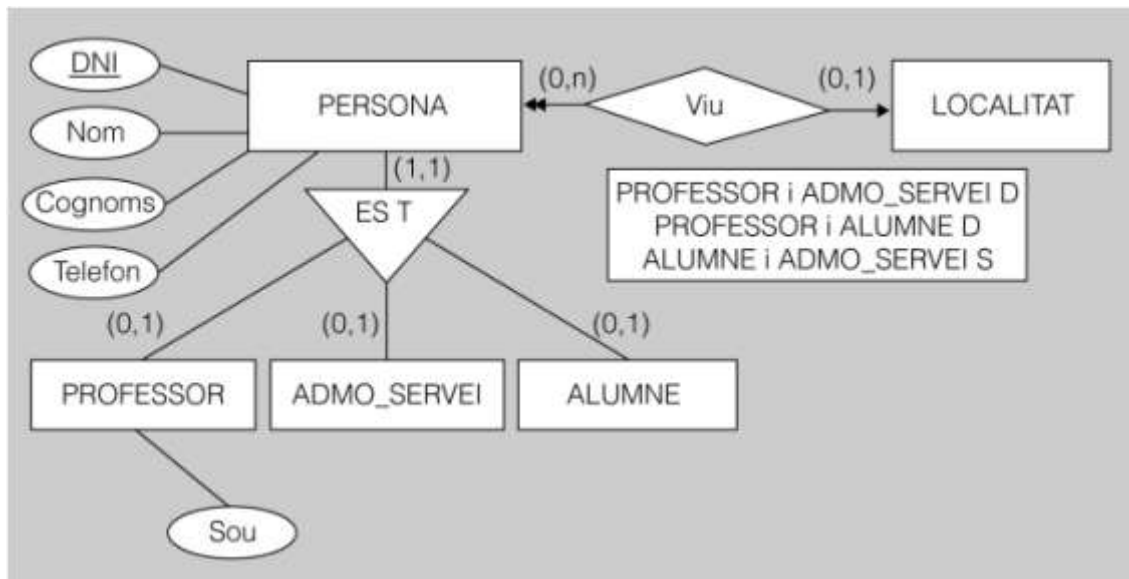 DNI
Nom
Cognoms
Telefon
PERSONA
(0,n)
Viu
(0,1)
LOCALITAT
(1,1)
ES T
PROFESSOR i ADMO_SERVEI D
PROFESSOR i ALUMNE D
ALUMNE i ADMO_SERVEI S
(0,1)
(0,1)
(0,1)
PROFESSOR
ADMO_SERVEI
ALUMNE
Sou